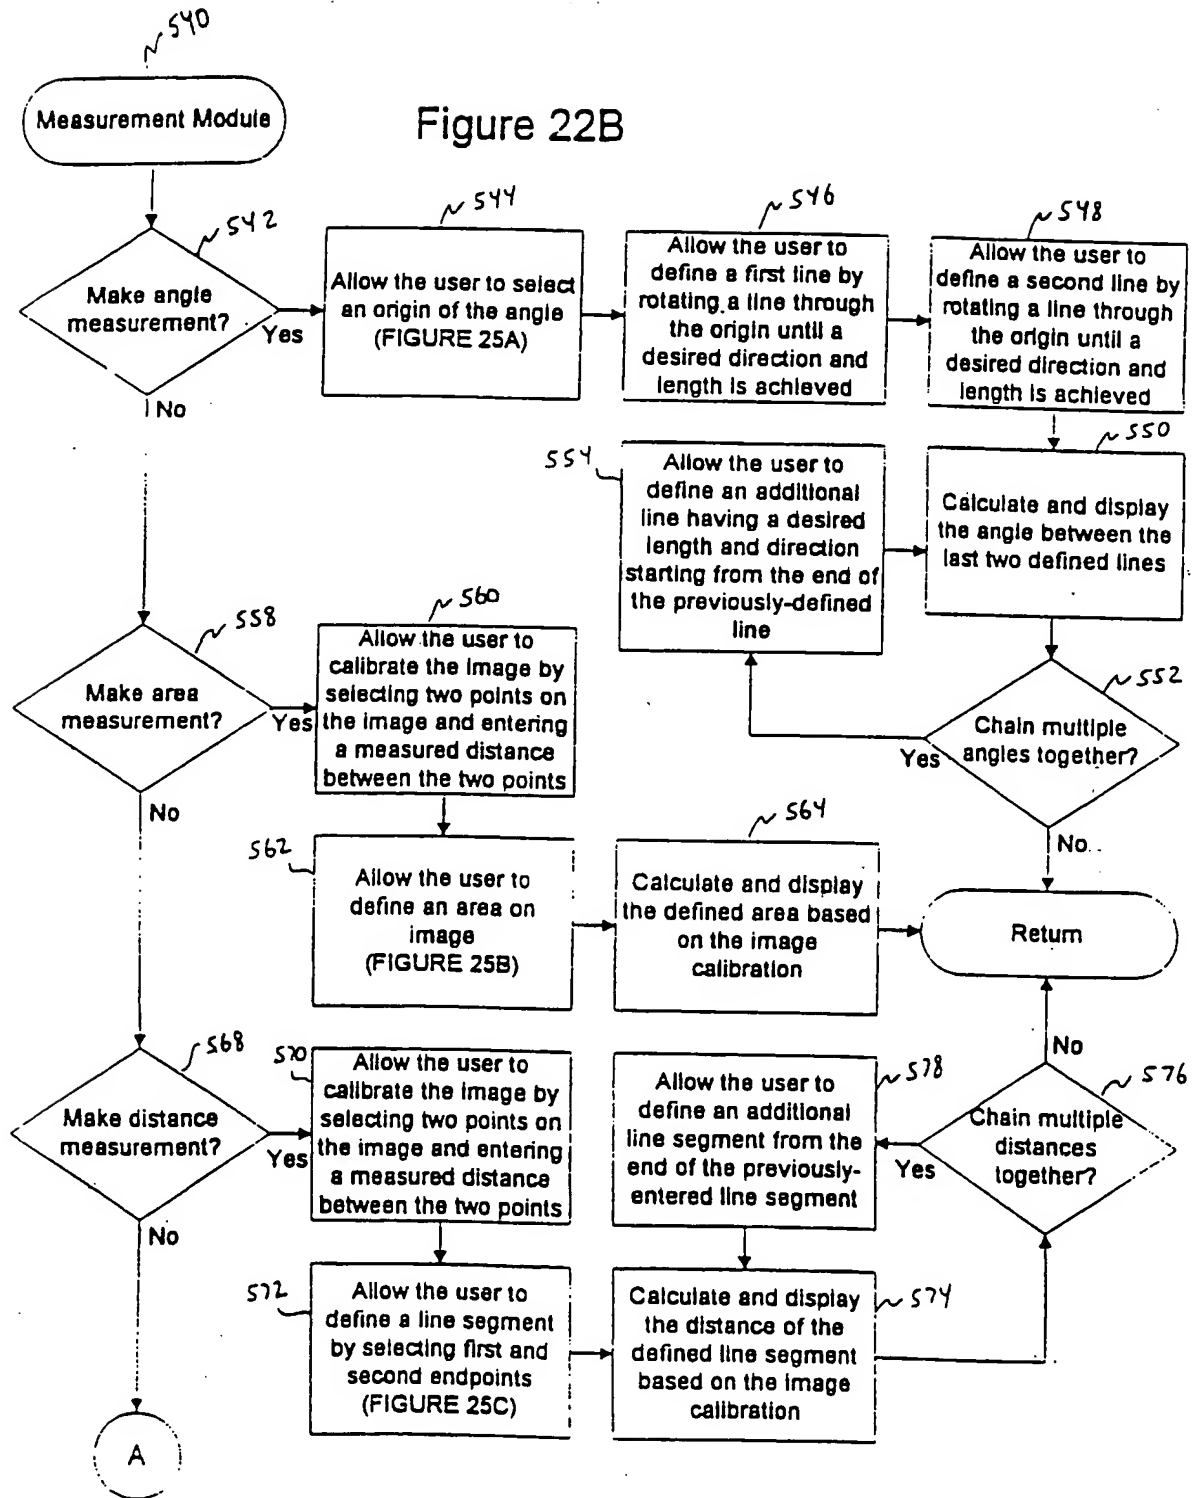 540
Measurement Module
Figure 22B
542
Make angle
measurement?
Yes
No
544
Allow the user to select
an origin of the angle
(FIGURE 25A)
546
Allow the user to
define a first line by
rotating a line through
the origin until a
desired direction and
length is achieved
548
Allow the user to
define a second line by
rotating a line through
the origin until a
desired direction and
length is achieved
550
Calculate and display
the angle between the
last two defined lines
554
Allow the user to
define an additional
line having a desired
length and direction
starting from the end of
the previously-defined
line
552
Chain multiple
angles together?
Yes
No
558
Make area
measurement?
Yes
No
560
Allow the user to
calibrate the image by
selecting two points on
the image and entering
a measured distance
between the two points
562
Allow the user to
define an area on
image
(FIGURE 25B)
564
Calculate and display
the defined area based
on the image
calibration
Return
568
Make distance
measurement?
Yes
No
570
Allow the user to
calibrate the image by
selecting two points on
the image and entering
a measured distance
between the two points
578
Allow the user to
define an additional
line segment from the
end of the previously-
entered line segment
No
576
Chain multiple
distances
together?
Yes
572
Allow the user to
define a line segment
by selecting first and
second endpoints
(FIGURE 25C)
574
Calculate and display
the distance of the
defined line segment
based on the image
calibration
A